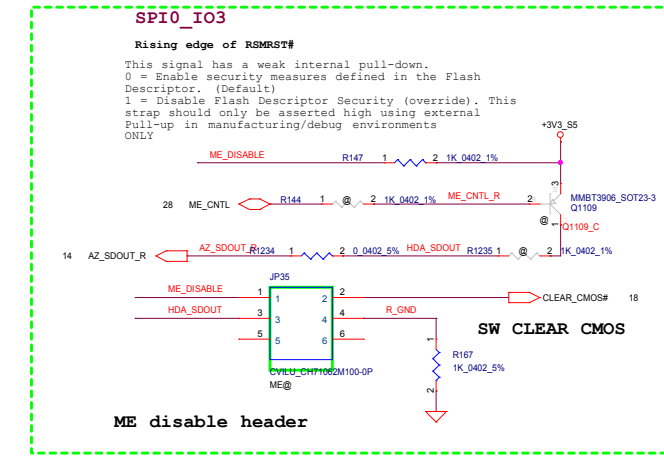 SPI0_IO3
Rising edge of RSMRST#
This signal has a weak internal pull-down.
0 = Enable security measures defined in the Flash
Descriptor. (Default)
1 = Disable Flash Descriptor Security (override). This
strap should only be asserted high using external
Pull-up in manufacturing/debug environments
ONLY
+3V3_S5
ME_DISABLE R147 1 2 1K_0402_1%
3
MMBT3906_SOT23-3
28 ME_CNTL R144 1 @ 2 1K_0402_1% ME_CNTL_R 2
Q1109
@ 1 Q1109_C
14 AZ_SDOUT_R AZ_SDOUT_R R1234 1 2 0_0402_5% HDA_SDOUT R1235 1 @ 2 1K_0402_1%
JP35
ME_DISABLE 1 1 2 2 CLEAR_CMOS# 18
HDA_SDOUT 3 3 4 4 R_GND
5 5 6 6
SW CLEAR CMOS
1
R167
1K_0402_5%
2
CVILU_CH71062M100-0P
ME@
ME disable header